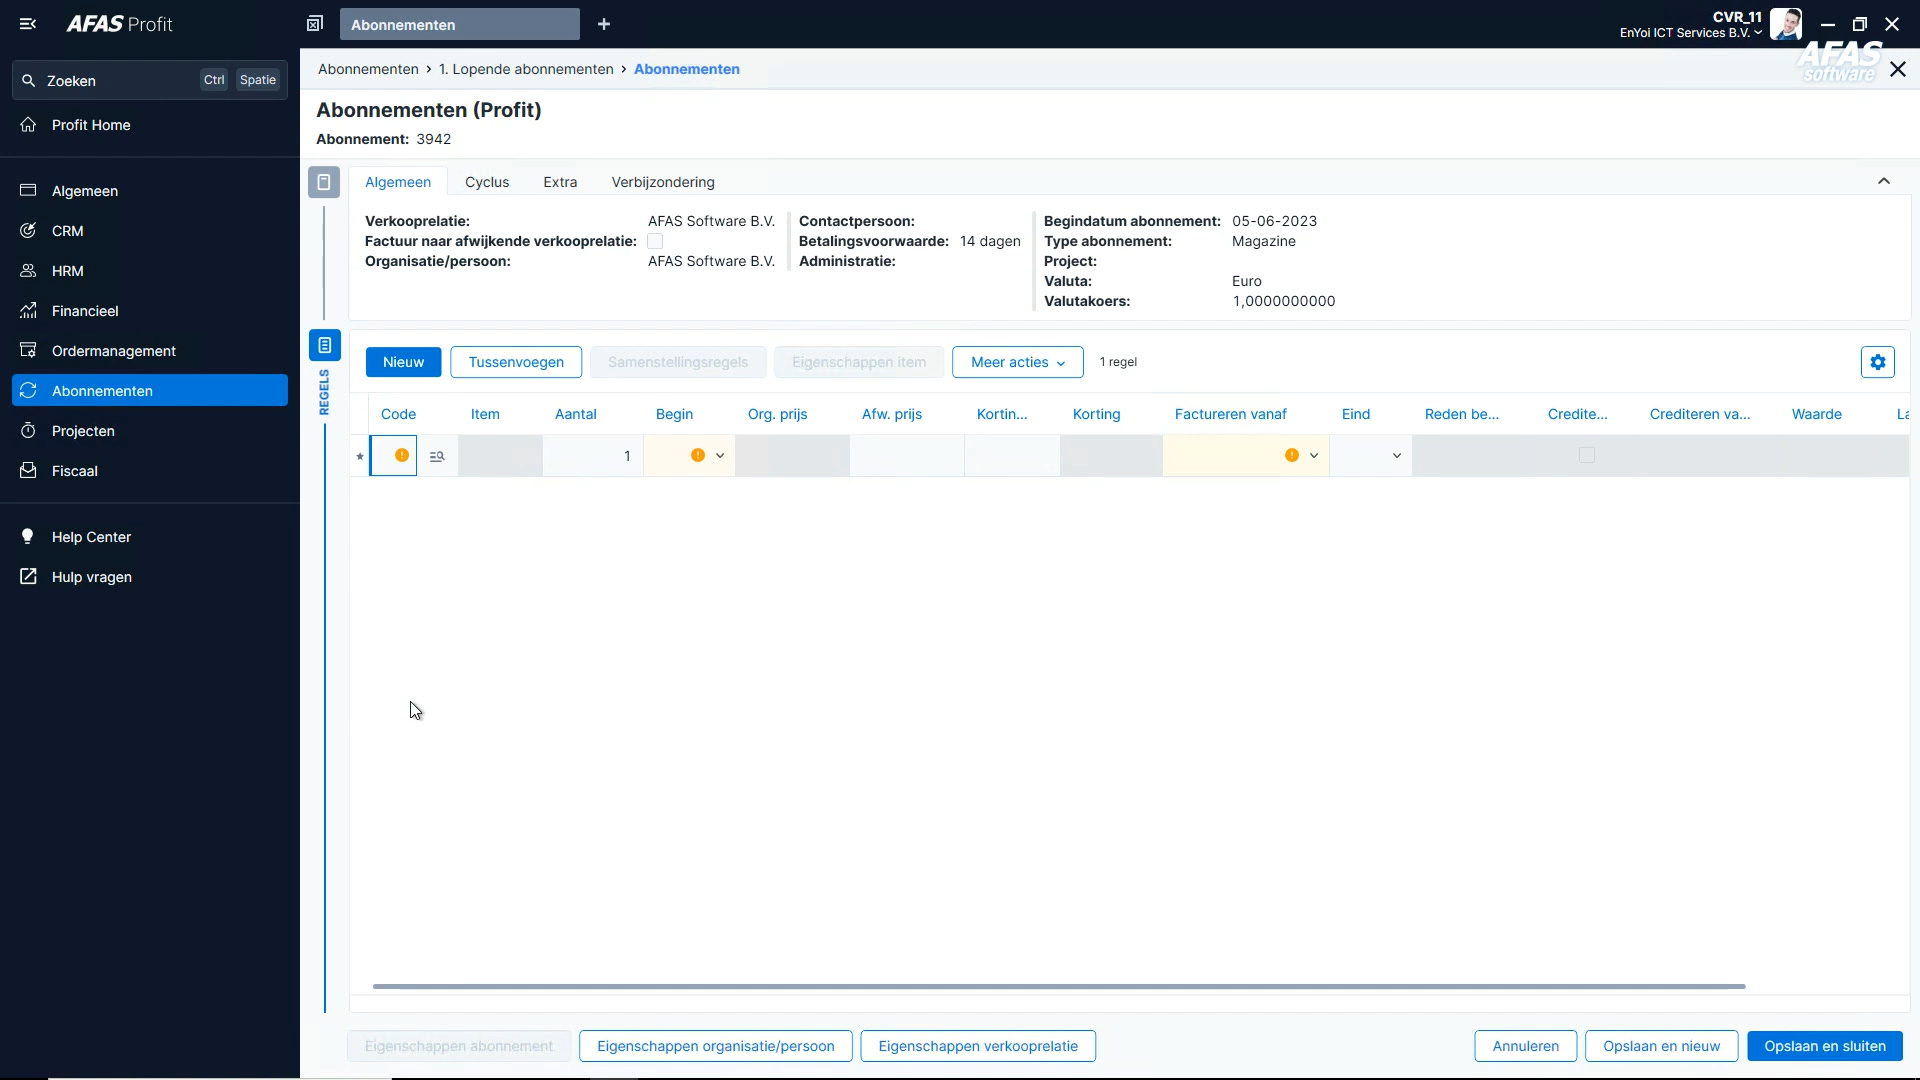 AFAS Profit
Abonnementen
CVR_11
EnYoi ICT Services B.V.
AFAS
software
Zoeken Ctrl Spatie
Profit Home
Algemeen
CRM
HRM
Financieel
Ordermanagement
Abonnementen
Projecten
Fiscaal
Help Center
Hulp vragen
Abonnementen › 1. Lopende abonnementen › Abonnementen
Abonnementen (Profit)
Abonnement: 3942
Algemeen Cyclus Extra Verbijzondering
Verkooprelatie: AFAS Software B.V. Contactpersoon: Begindatum abonnement: 05-06-2023
Factuur naar afwijkende verkooprelatie: Betalingsvoorwaarde: 14 dagen Type abonnement: Magazine
Organisatie/persoon: AFAS Software B.V. Administratie: Project:
Valuta: Euro
Valutakoers: 1,0000000000
REGELS
Nieuw Tussenvoegen Samenstellingsregels Eigenschappen item Meer acties 1 regel
Code Item Aantal Begin Org. prijs Afw. prijs Kortin... Korting Factureren vanaf Eind Reden be... Credite... Crediteren va... Waarde La
1
Eigenschappen abonnement Eigenschappen organisatie/persoon Eigenschappen verkooprelatie Annuleren Opslaan en nieuw Opslaan en sluiten